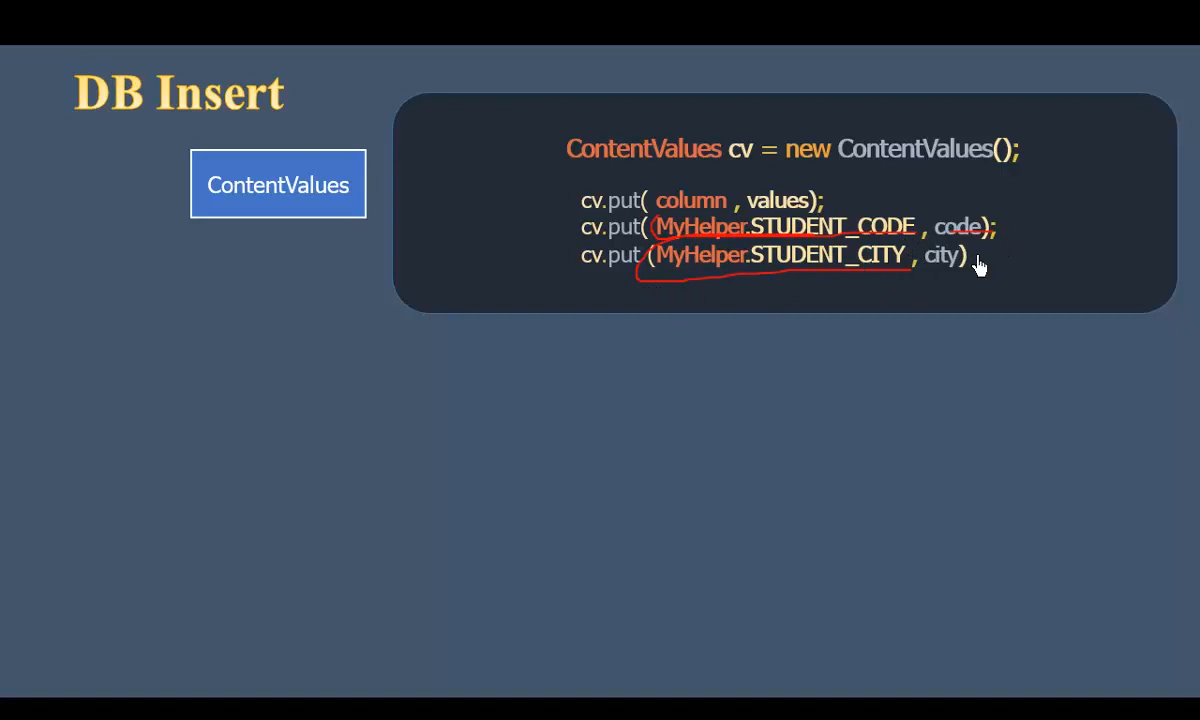 DB Insert
ContentValues
ContentValues cv = new ContentValues();
cv.put( column , values);
cv.put( MyHelper.STUDENT_CODE , code);
cv.put (MyHelper.STUDENT_CITY , city)